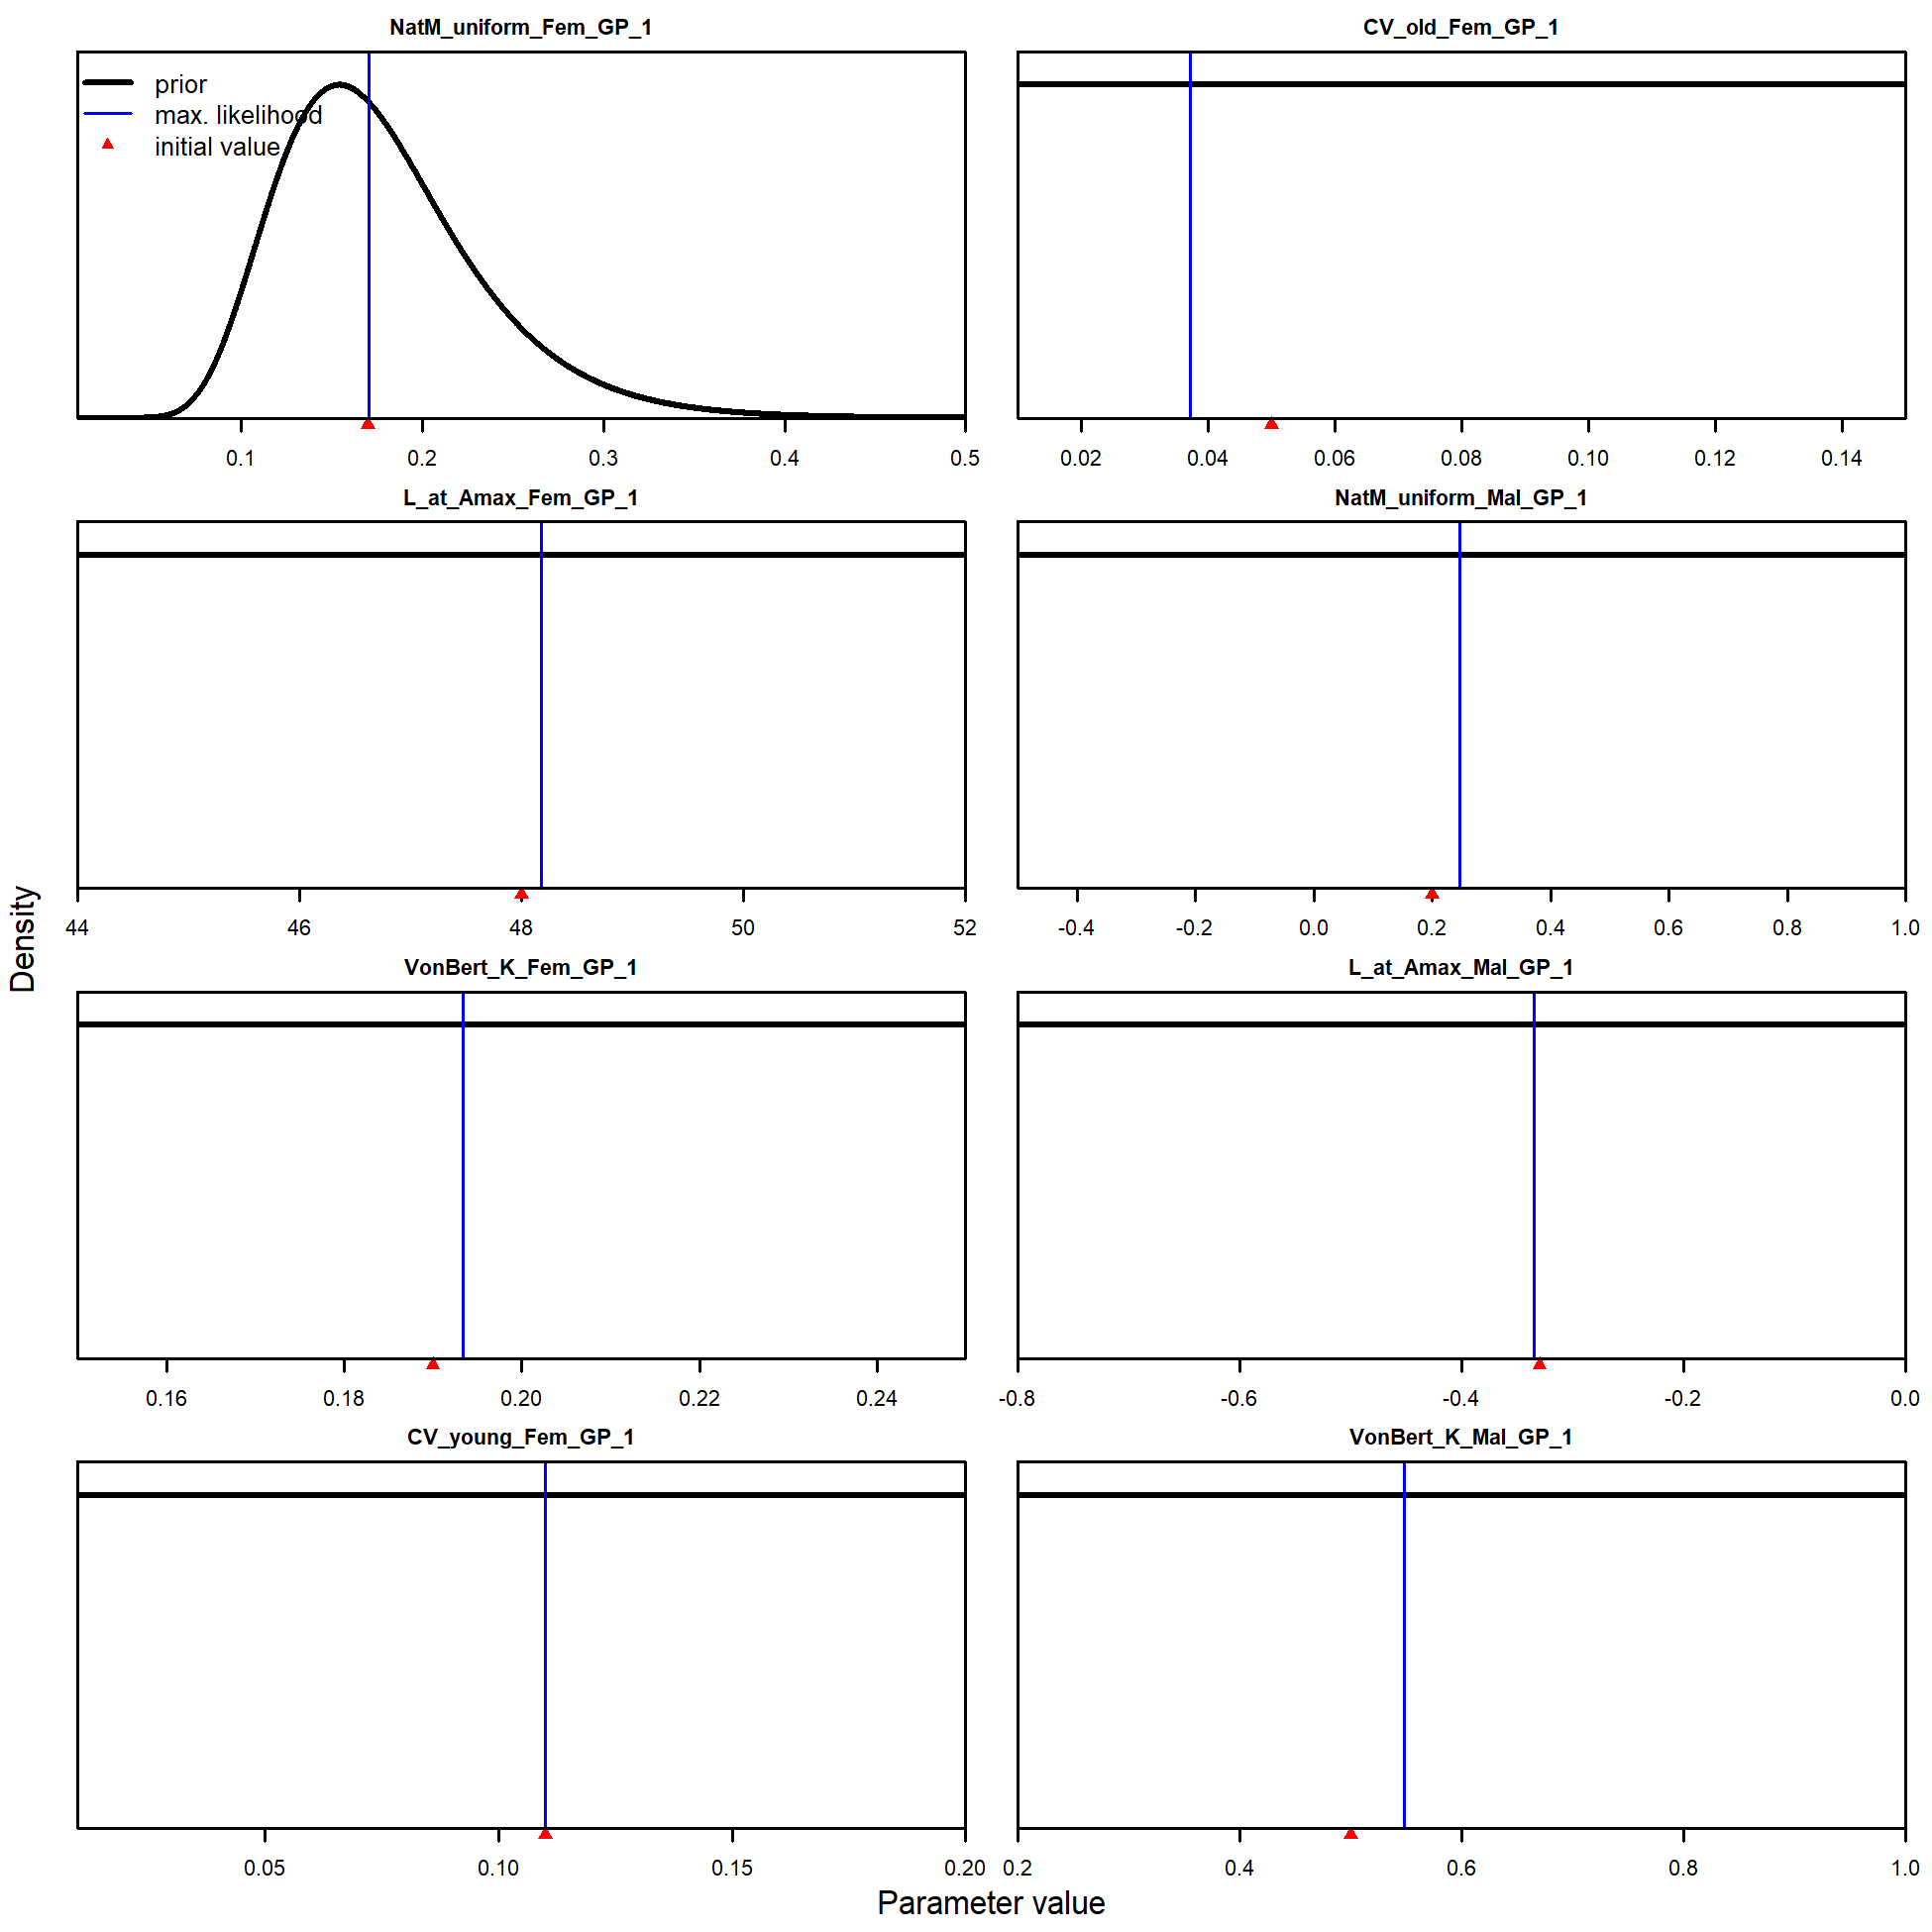 NatM_uniform_Fem_GP_1
prior
max. likelihood
initial value
0.1 0.2 0.3 0.4 0.5
CV_old_Fem_GP_1
0.02 0.04 0.06 0.08 0.10 0.12 0.14
L_at_Amax_Fem_GP_1
44 46 48 50 52
NatM_uniform_Mal_GP_1
-0.4 -0.2 0.0 0.2 0.4 0.6 0.8 1.0
VonBert_K_Fem_GP_1
0.16 0.18 0.20 0.22 0.24
L_at_Amax_Mal_GP_1
-0.8 -0.6 -0.4 -0.2 0.0
CV_young_Fem_GP_1
0.05 0.10 0.15 0.20
VonBert_K_Mal_GP_1
0.2 0.4 0.6 0.8 1.0
Density
Parameter value